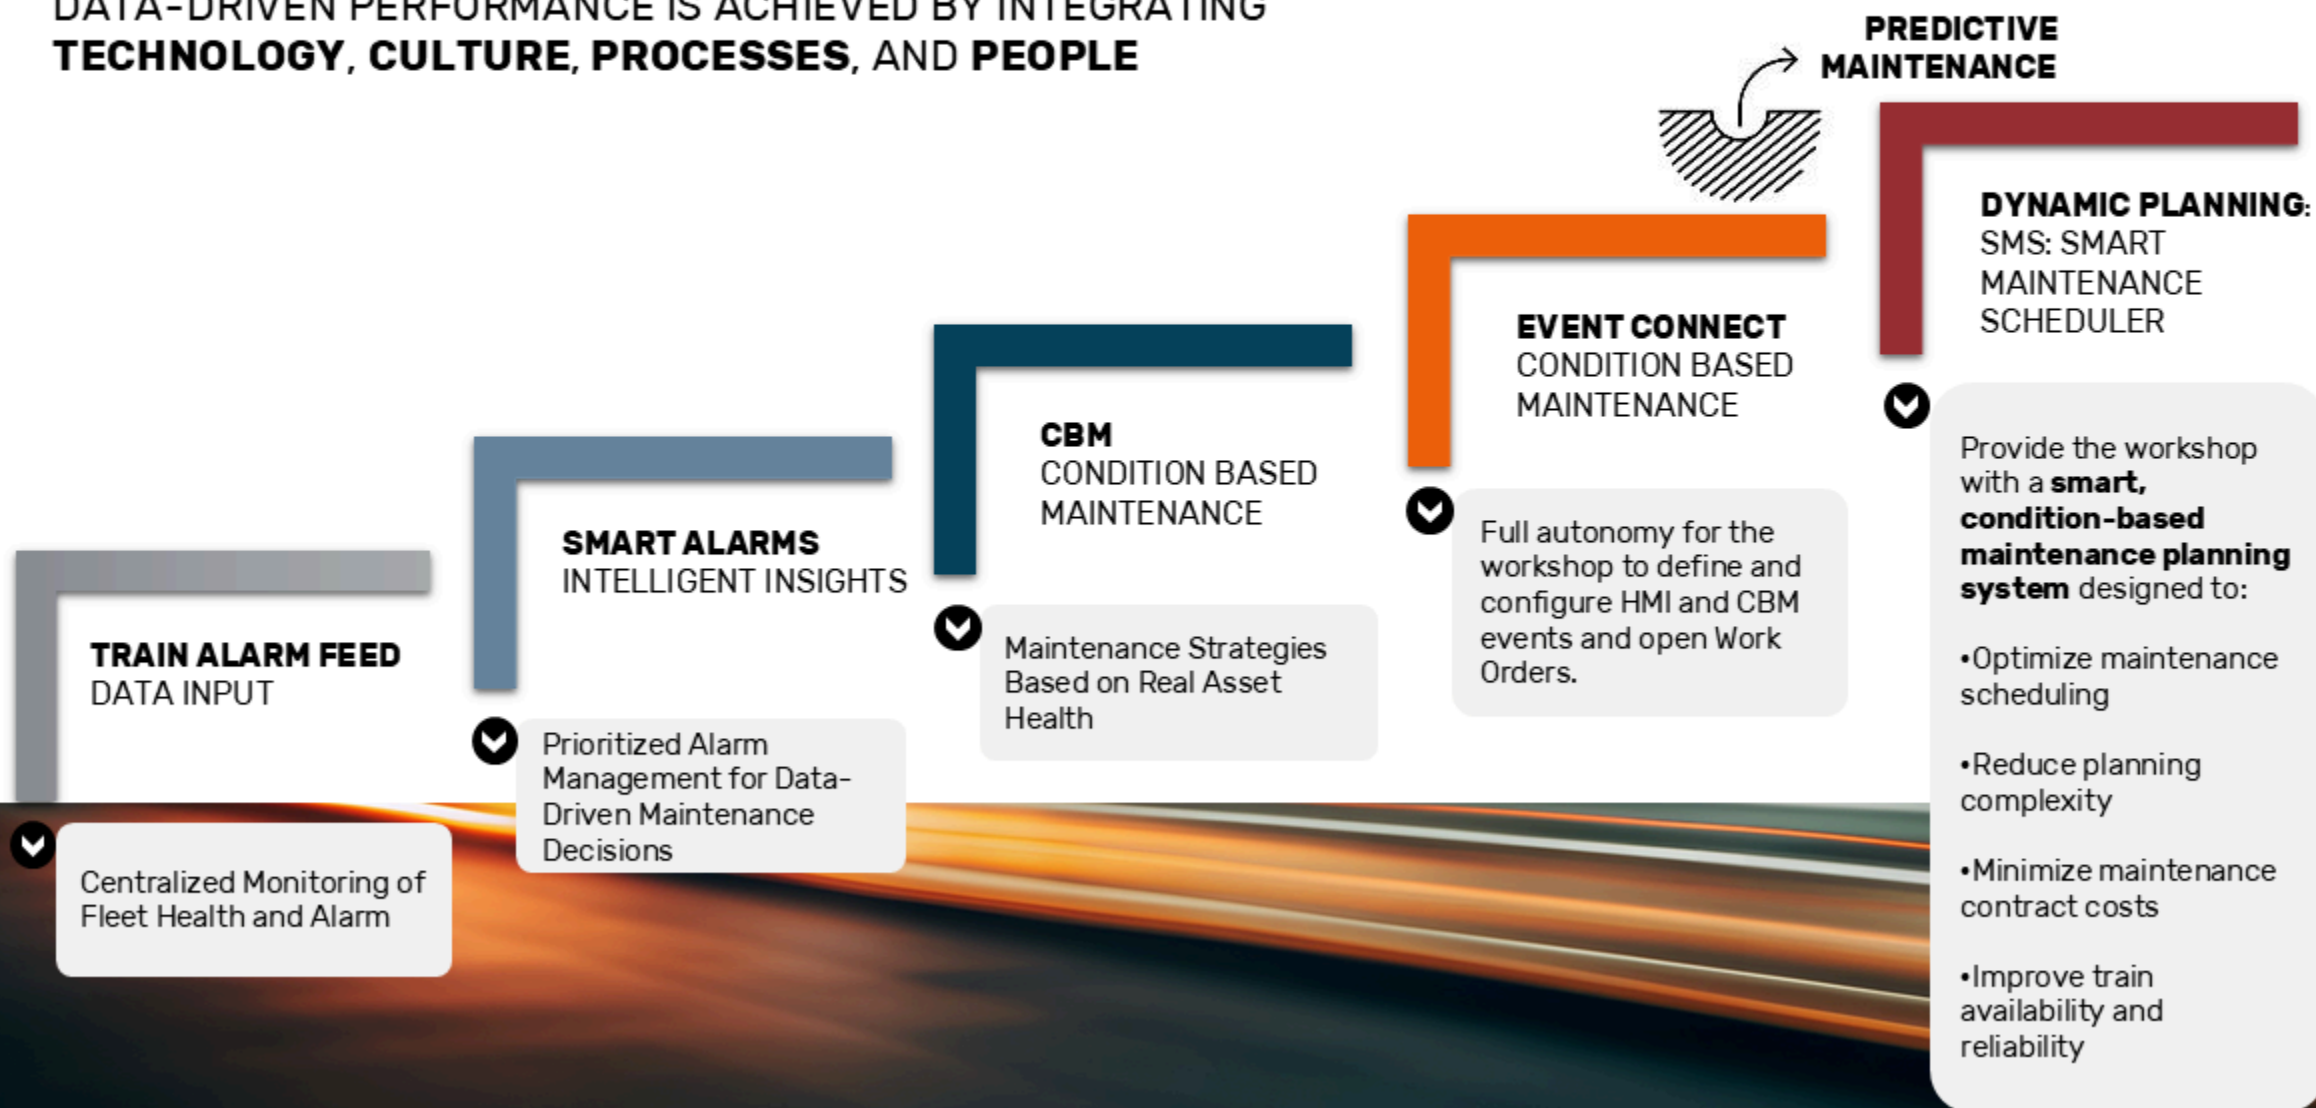 DATA-DRIVEN PERFORMANCE IS ACHIEVED BY INTEGRATING
TECHNOLOGY, CULTURE, PROCESSES, AND PEOPLE
PREDICTIVE
MAINTENANCE
TRAIN ALARM FEED
DATA INPUT
Centralized Monitoring of
Fleet Health and Alarm
SMART ALARMS
INTELLIGENT INSIGHTS
Prioritized Alarm
Management for Data-
Driven Maintenance
Decisions
CBM
CONDITION BASED
MAINTENANCE
Maintenance Strategies
Based on Real Asset
Health
EVENT CONNECT
CONDITION BASED
MAINTENANCE
Full autonomy for the
workshop to define and
configure HMI and CBM
events and open Work
Orders.
DYNAMIC PLANNING:
SMS: SMART
MAINTENANCE
SCHEDULER
Provide the workshop
with a smart,
condition-based
maintenance planning
system designed to:
•Optimize maintenance
scheduling
•Reduce planning
complexity
•Minimize maintenance
contract costs
•Improve train
availability and
reliability